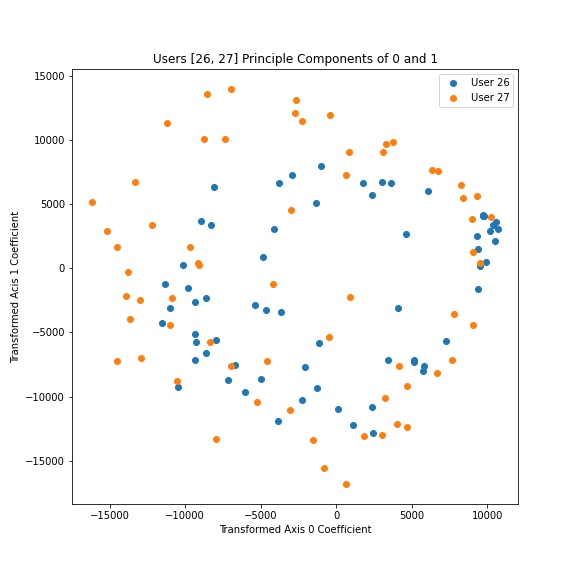 Users [26, 27] Principle Components of 0 and 1
User 26
User 27
15000
10000
5000
0
−5000
−10000
−15000
Transformed Acis 1 Coefficient
−15000 −10000 −5000 0 5000 10000
Transformed Axis 0 Coefficient